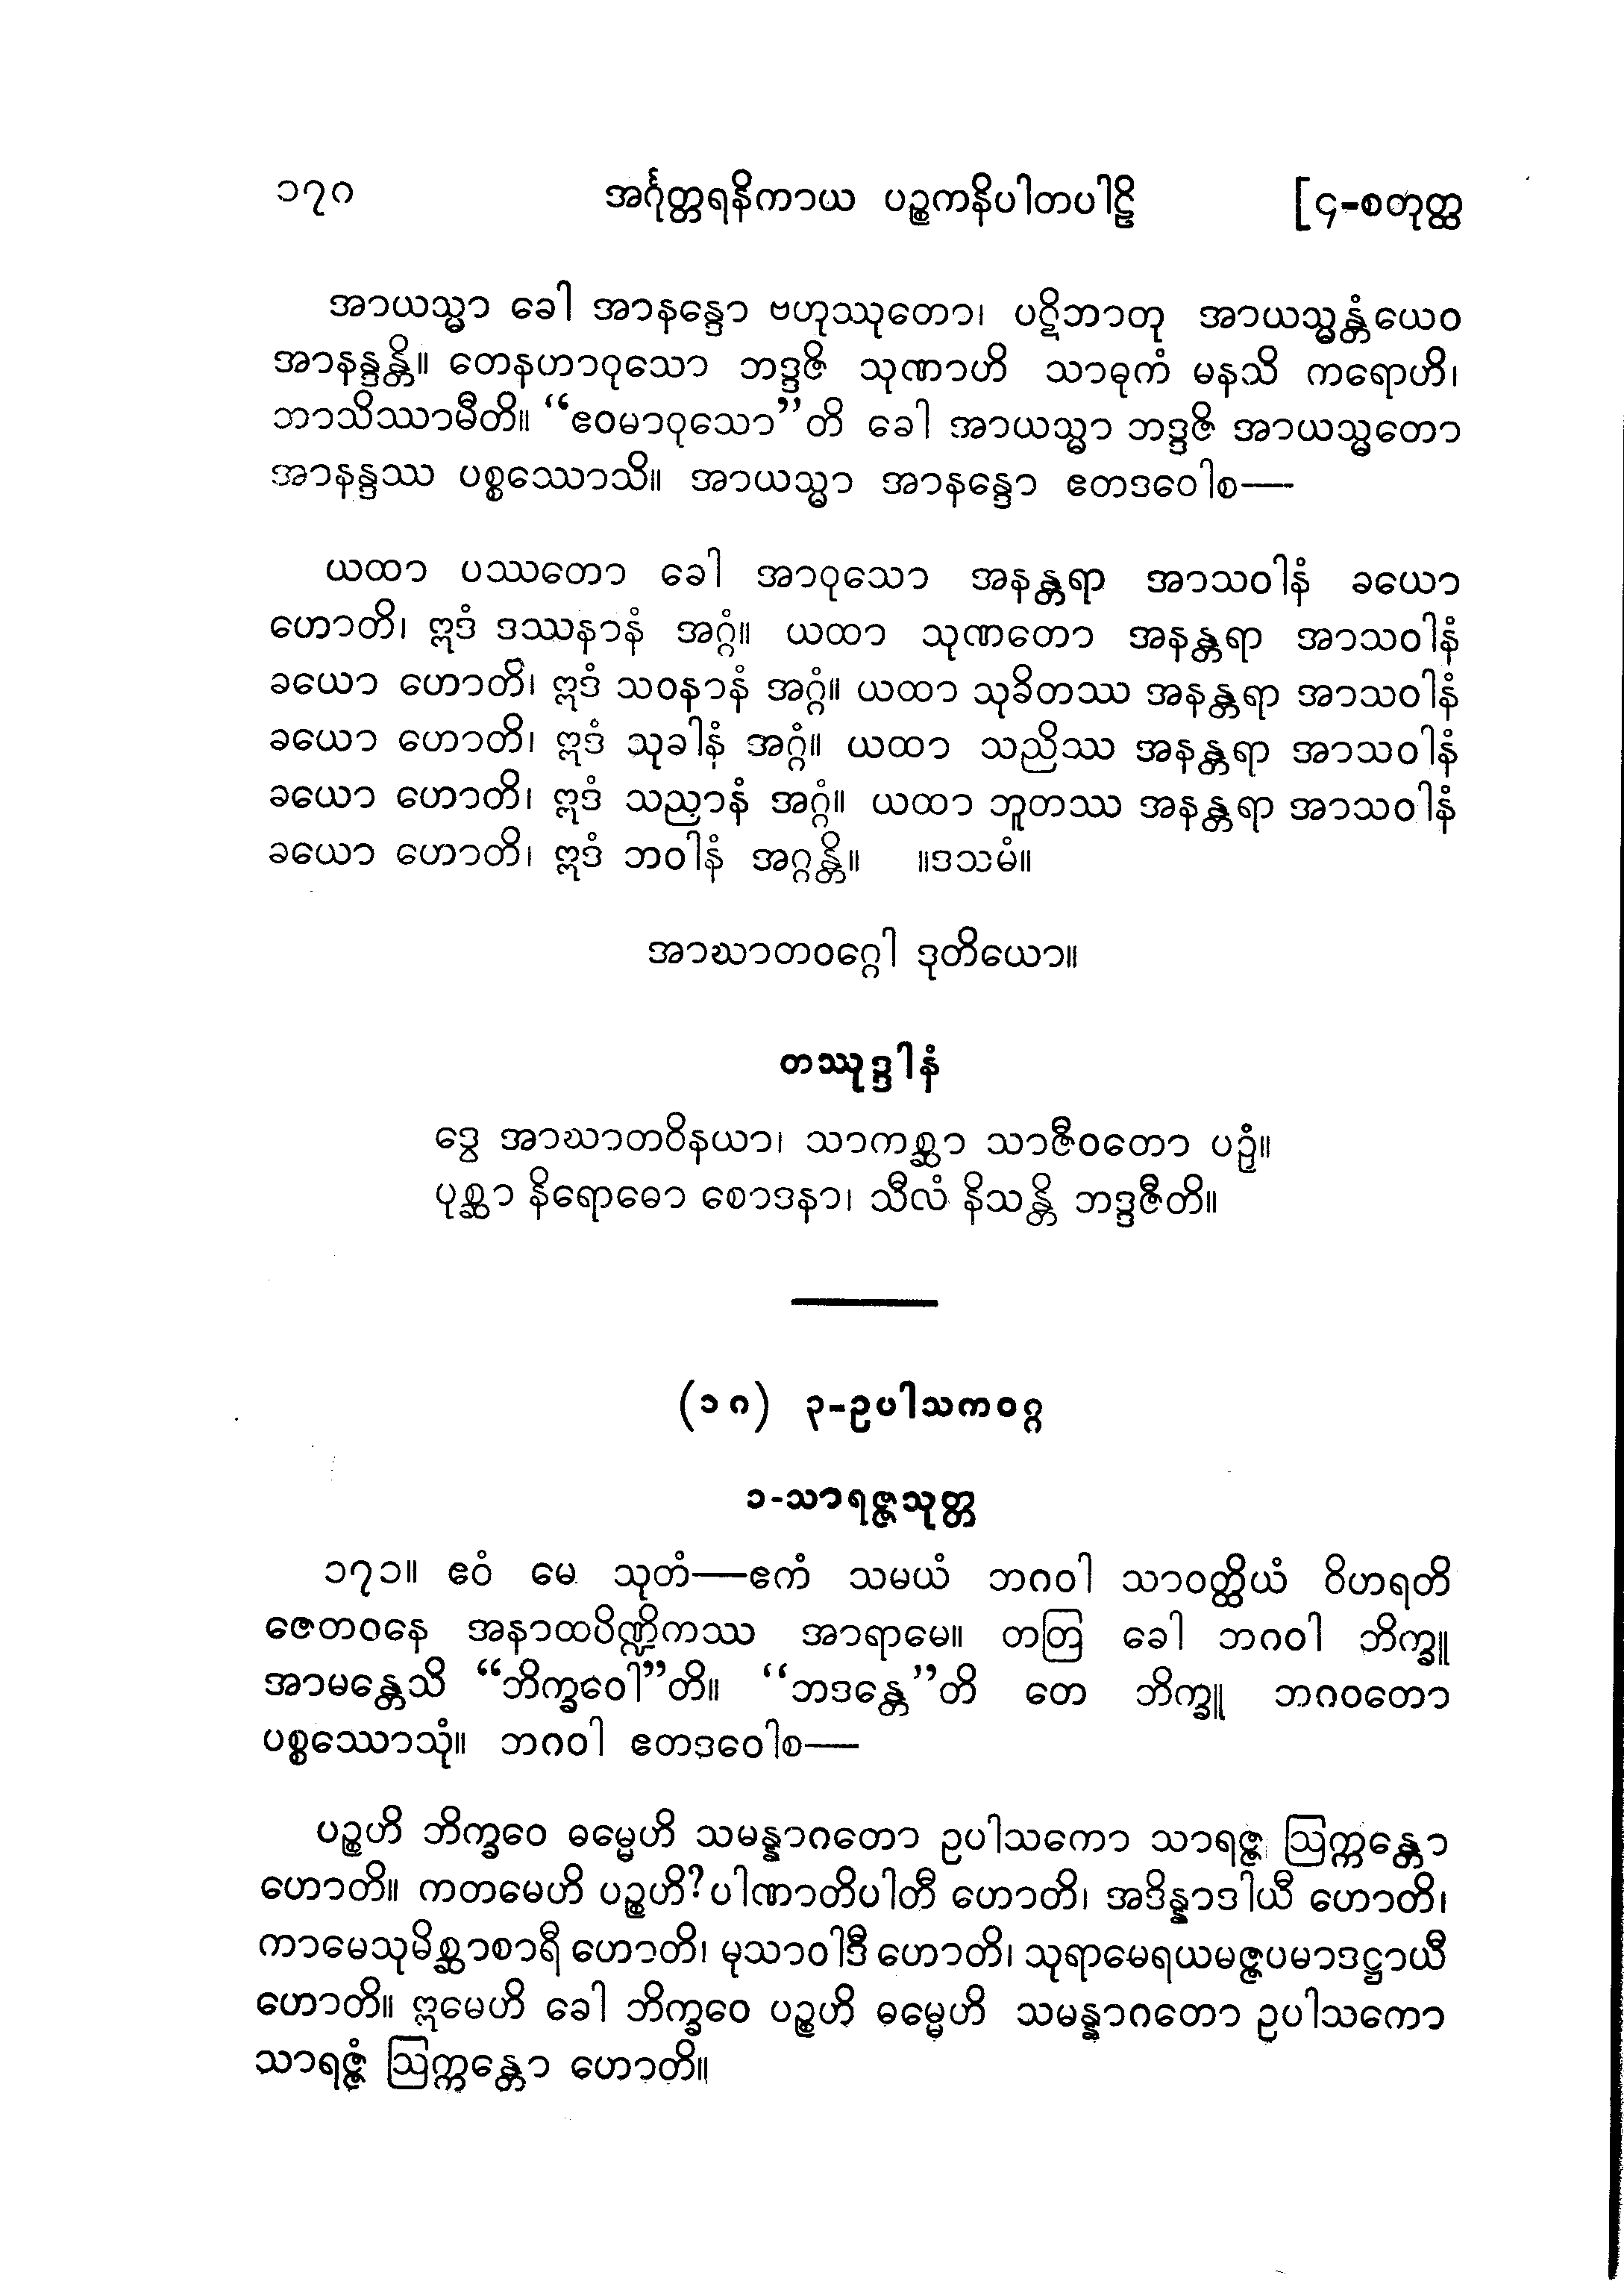 ၁၇၀ အင်္ဂုတ္တရနိကာယ ပဉ္စကနိပါတပါဠိ [၄-စတုတ္ထ
အာယသ္မာ ခေါ အာနန္ဒော ဗဟုဿုတော၊ ပဋိဘာတု အာယသ္မန္တံယေဝ
အာနန္ဒန္တိ။ တေနဟာဝုသော ဘဒ္ဒဇိ သုဏာဟိ သာဓုကံ မနသိ ကရောဟိ၊
ဘာသိဿာမီတိ။ “ဧဝမာဝုသော”တိ ခေါ အာယသ္မာ ဘဒ္ဒဇိ အာယသ္မတော
အာနန္ဒဿ ပစ္စဿောသိ။ အာယသ္မာ အာနန္ဒော ဧတဒဝေါစ—
ယထာ ပဿတော ခေါ အာဝုသော အနန္တရာ အာသဝါနံ ခယော
ဟောတိ၊ ဣဒံ ဒဿနာနံ အဂ္ဂံ။ ယထာ သုဏတော အနန္တရာ အာသဝါနံ
ခယော ဟောတိ၊ ဣဒံ သဝနာနံ အဂ္ဂံ။ ယထာ သုခိတဿ အနန္တရာ အာသဝါနံ
ခယော ဟောတိ၊ ဣဒံ သုခါနံ အဂ္ဂံ။ ယထာ သညိဿ အနန္တရာ အာသဝါနံ
ခယော ဟောတိ၊ ဣဒံ သညာနံ အဂ္ဂံ။ ယထာ ဘူတဿ အနန္တရာ အာသဝါနံ
ခယော ဟောတိ၊ ဣဒံ ဘဝါနံ အဂ္ဂန္တိ။ ။ဒသမံ။
အာဃာတဝဂ္ဂေါ ဒုတိယော။
တဿုဒ္ဒါနံ
ဒွေ အာဃာတဝိနယာ၊ သာကစ္ဆာ သာဇီဝတော ပဉှံ။
ပုစ္ဆာ နိရောဓော စောဒနာ၊ သီလံ နိသန္တိ ဘဒ္ဒဇီတိ။
(၁၈) ၃-ဥပါသကဝဂ္ဂ
၁-သာရဇ္ဇသုတ္တ
၁၇၁။ ဧဝံ မေ သုတံ—ဧကံ သမယံ ဘဂဝါ သာဝတ္ထိယံ ဝိဟရတိ
ဇေတဝနေ အနာထပိဏ္ဍိကဿ အာရာမေ။ တတြ ခေါ ဘဂဝါ ဘိက္ခူ
အာမန္တေသိ “ဘိက္ခဝေါ”တိ။ “ဘဒန္တေ”တိ တေ ဘိက္ခူ ဘဂဝတော
ပစ္စဿောသုံ။ ဘဂဝါ ဧတဒဝေါစ—
ပဉ္စဟိ ဘိက္ခဝေ ဓမ္မေဟိ သမန္နာဂတော ဥပါသကော သာရဇ္ဇံ ဩက္ကန္တော
ဟောတိ။ ကတမေဟိ ပဉ္စဟိ? ပါဏာတိပါတီ ဟောတိ၊ အဒိန္နာဒါယီ ဟောတိ၊
ကာမေသုမိစ္ဆာစာရီ ဟောတိ၊ မုသာဝါဒီ ဟောတိ၊ သုရာမေရယမဇ္ဇပမာဒဋ္ဌာယီ
ဟောတိ။ ဣမေဟိ ခေါ ဘိက္ခဝေ ပဉ္စဟိ ဓမ္မေဟိ သမန္နာဂတော ဥပါသကော
သာရဇ္ဇံ ဩက္ကန္တော ဟောတိ။